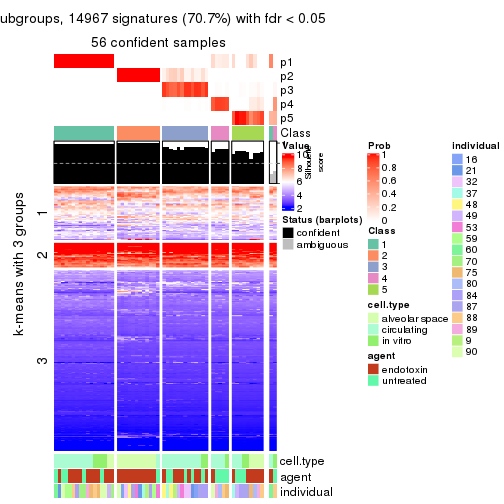 ubgroups, 14967 signatures (70.7%) with fdr < 0.05
56 confident samples
p1
p2
p3
p4
p5
Class
k-means with 3 groups
1
2
3
Silhouette
score
cell.type
agent
individual
Value
10
8
6
4
2
Status (barplots)
confident
ambiguous
Prob
1
0.8
0.6
0.4
0.2
0
Class
1
2
3
4
5
cell.type
alveolar space
circulating
in vitro
agent
endotoxin
untreated
individual
16
21
32
37
48
49
53
59
60
70
75
80
84
87
88
89
9
90